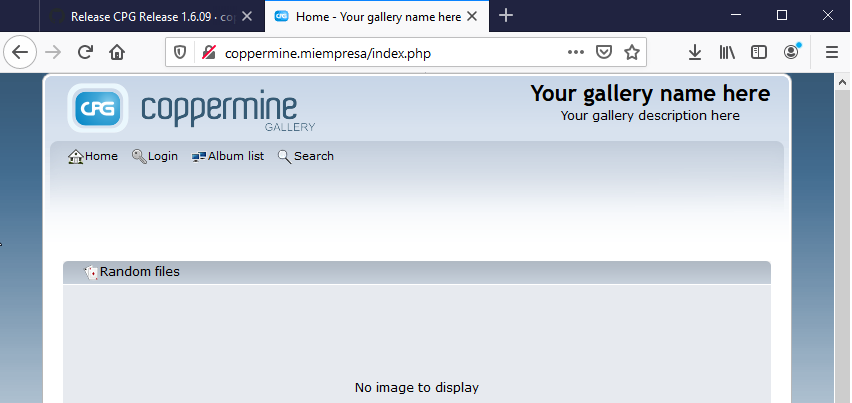 Release CPG Release 1.6.09 · cop
Home - Your gallery name here
coppermine.miempresa/index.php
CPG coppermine
GALLERY
Your gallery name here
Your gallery description here
Home Login Album list Search
Random files
No image to display